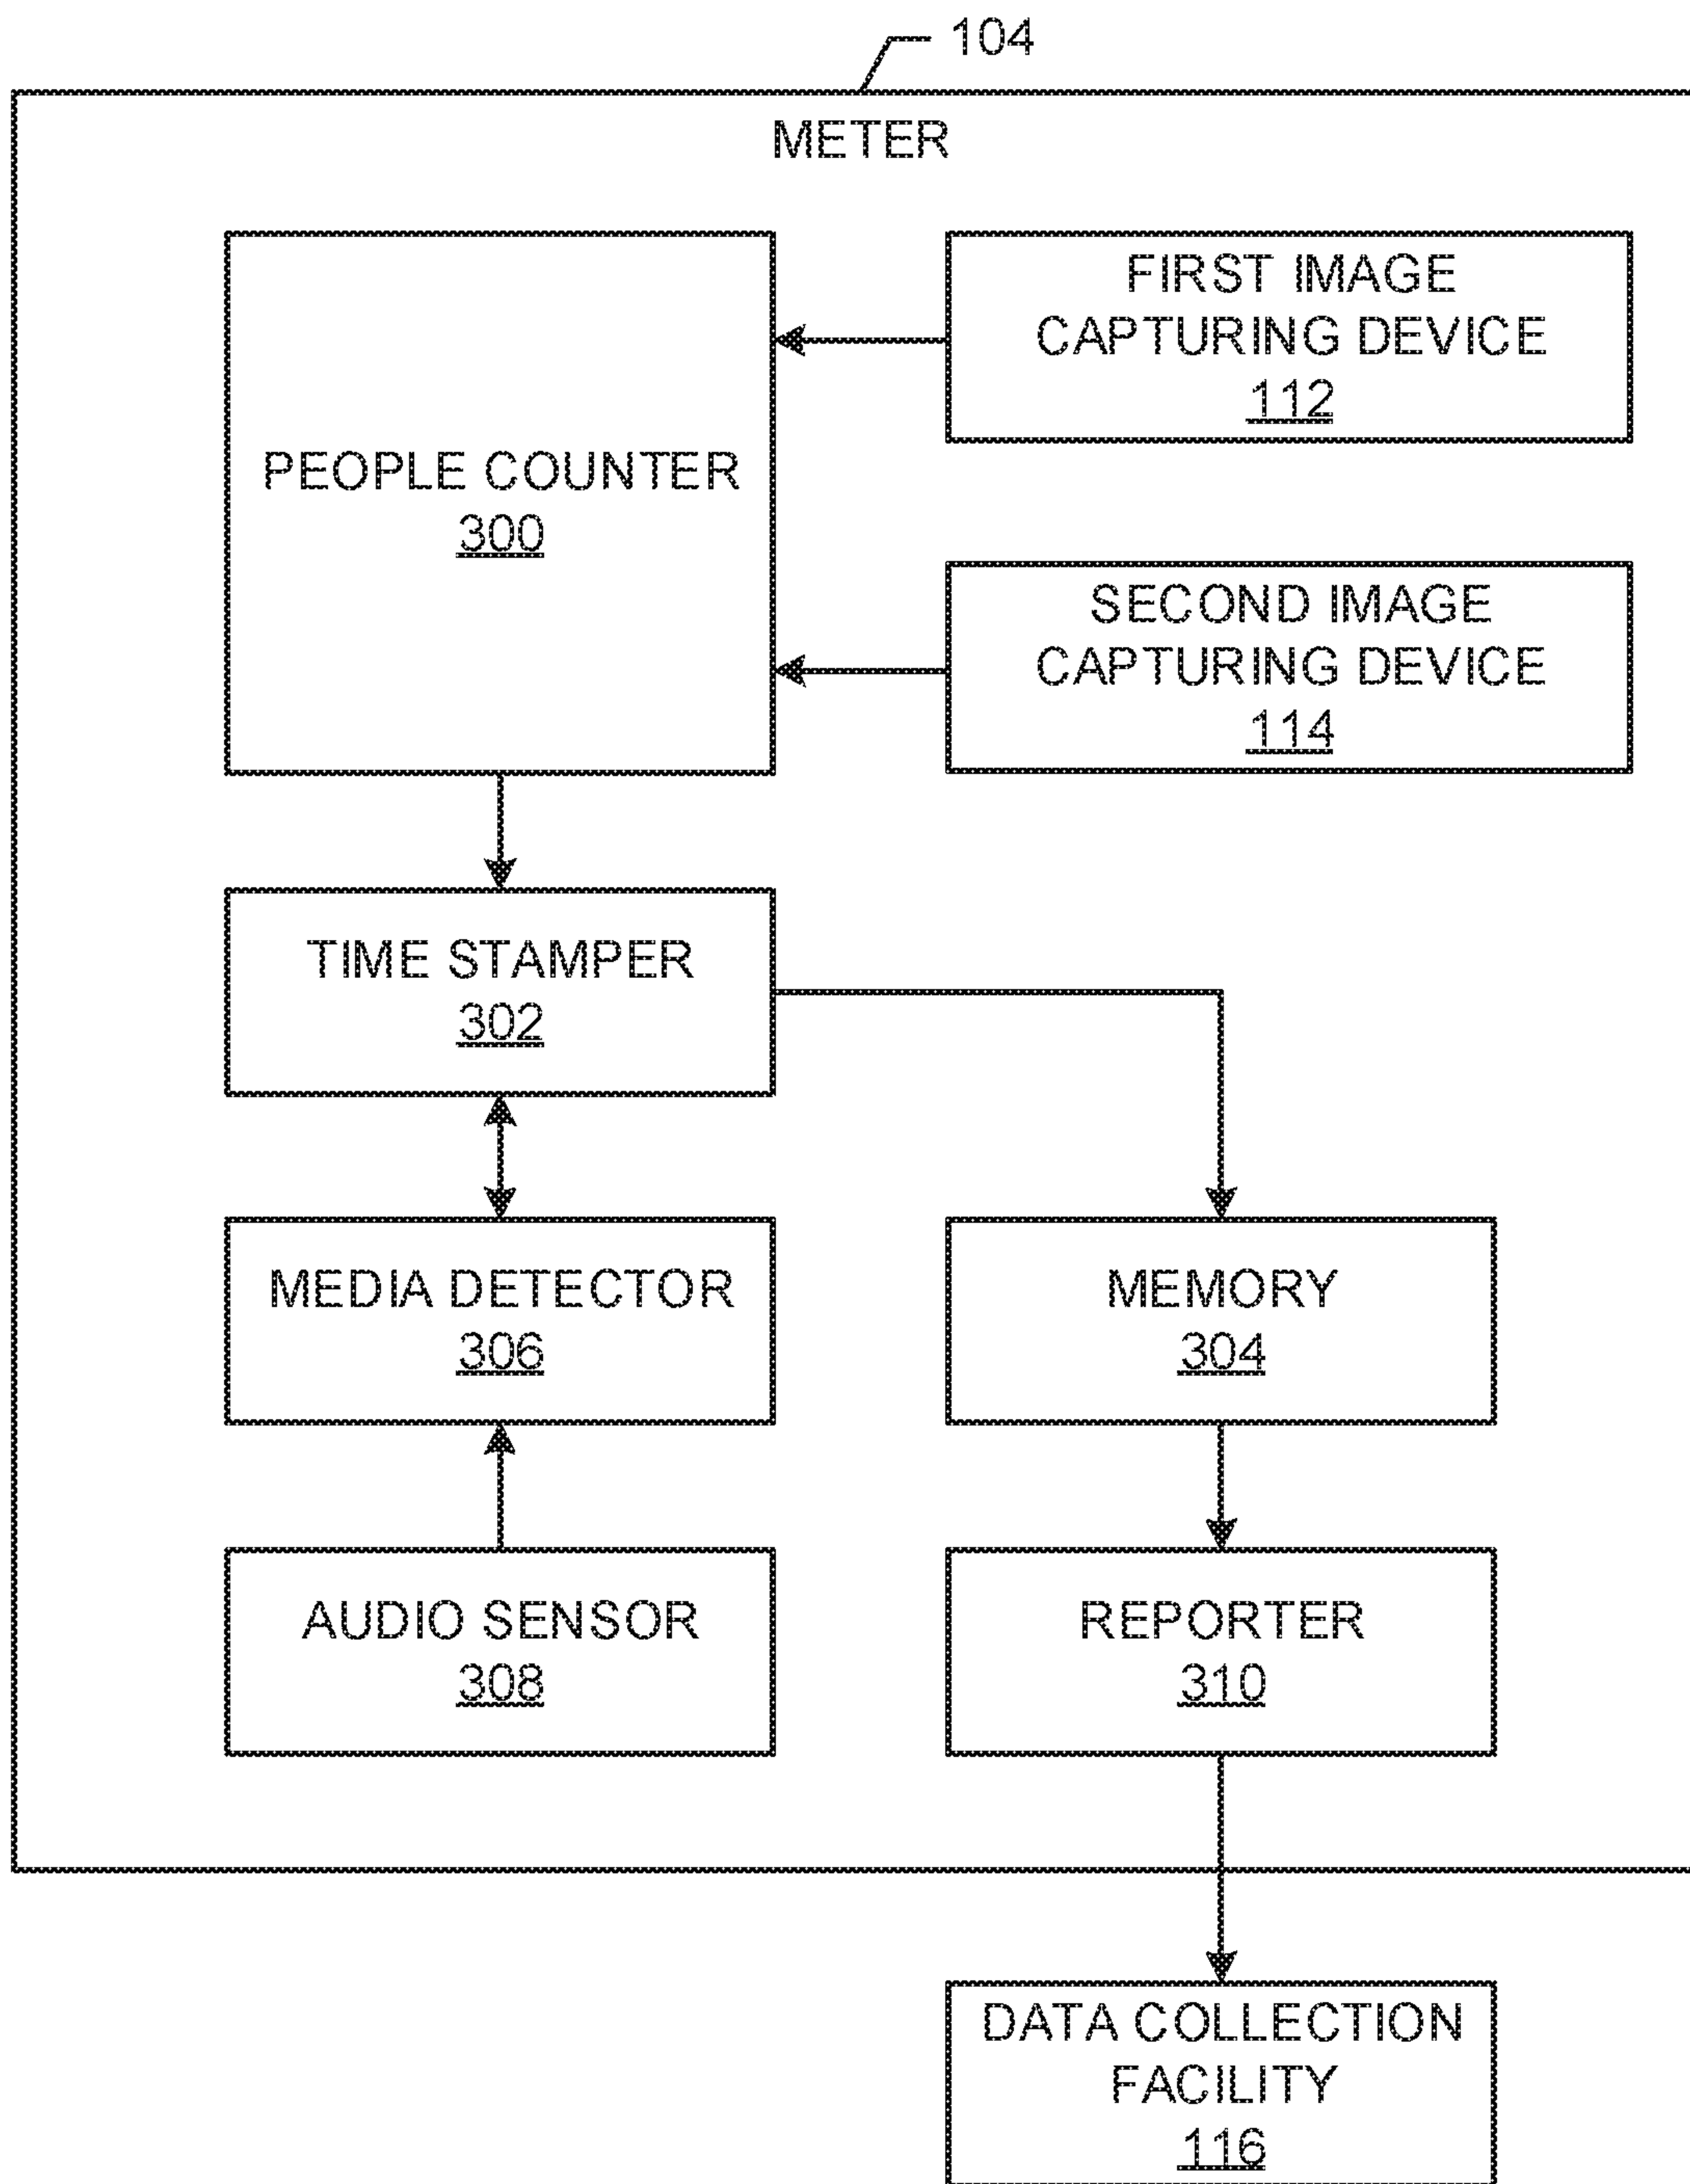 104
METER
PEOPLE COUNTER
300
FIRST IMAGE
CAPTURING DEVICE
112
SECOND IMAGE
CAPTURING DEVICE
114
TIME STAMPER
302
MEDIA DETECTOR
306
MEMORY
304
AUDIO SENSOR
308
REPORTER
310
DATA COLLECTION
FACILITY
116